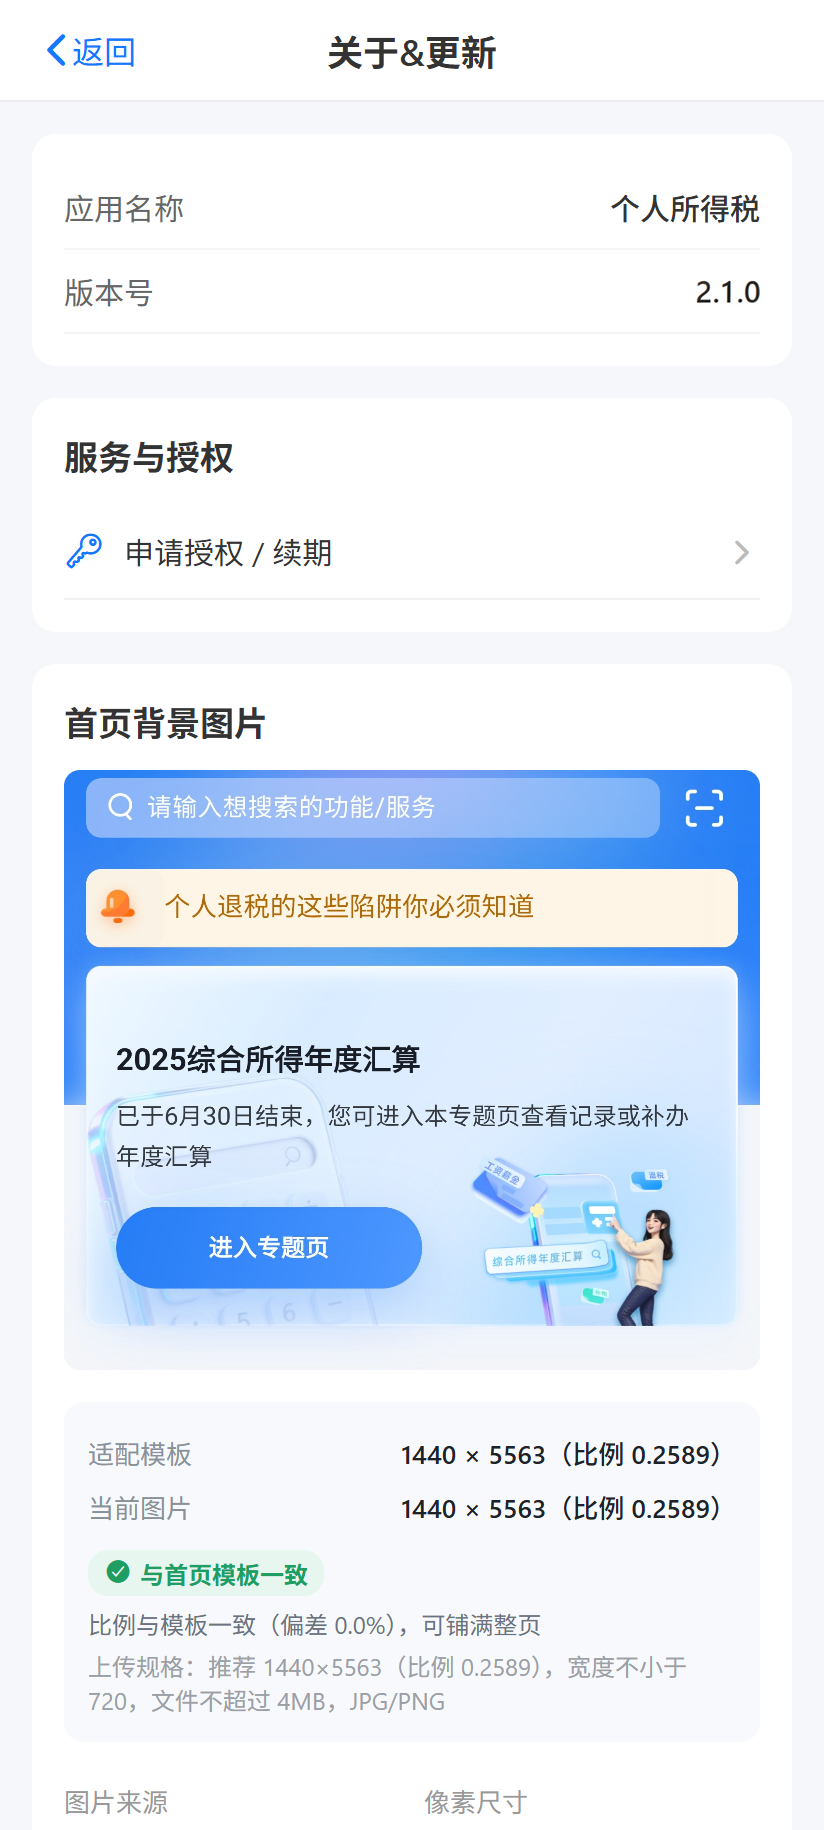 返回
关于&更新
应用名称
个人所得税
版本号
2.1.0
服务与授权
申请授权 / 续期
首页背景图片
请输入想搜索的功能/服务
个人退税的这些陷阱你必须知道
2025综合所得年度汇算
已于6月30日结束，您可进入本专题页查看记录或补办
年度汇算
工资薪金
退税
进入专题页
综合所得年度汇算
5
6
适配模板
1440 × 5563（比例 0.2589）
当前图片
1440 × 5563（比例 0.2589）
与首页模板一致
比例与模板一致（偏差 0.0%），可铺满整页
上传规格：推荐 1440×5563（比例 0.2589），宽度不小于
720，文件不超过 4MB，JPG/PNG
图片来源
像素尺寸